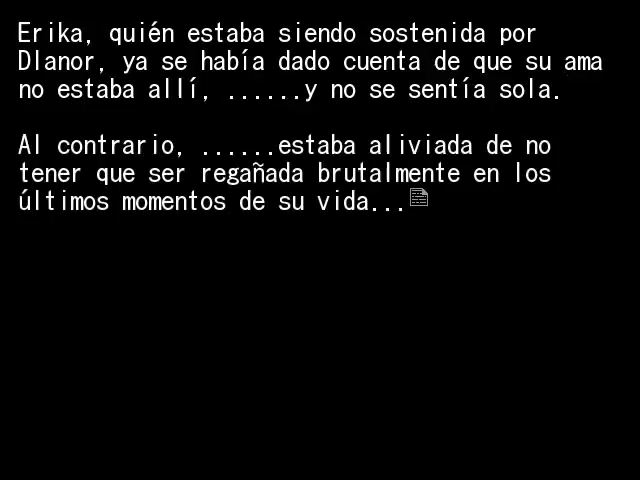 Erika, quién estaba siendo sostenida por
Dlanor, ya se había dado cuenta de que su ama
no estaba allí, ......y no se sentía sola.
Al contrario, ......estaba aliviada de no
tener que ser regañada brutalmente en los
últimos momentos de su vida...